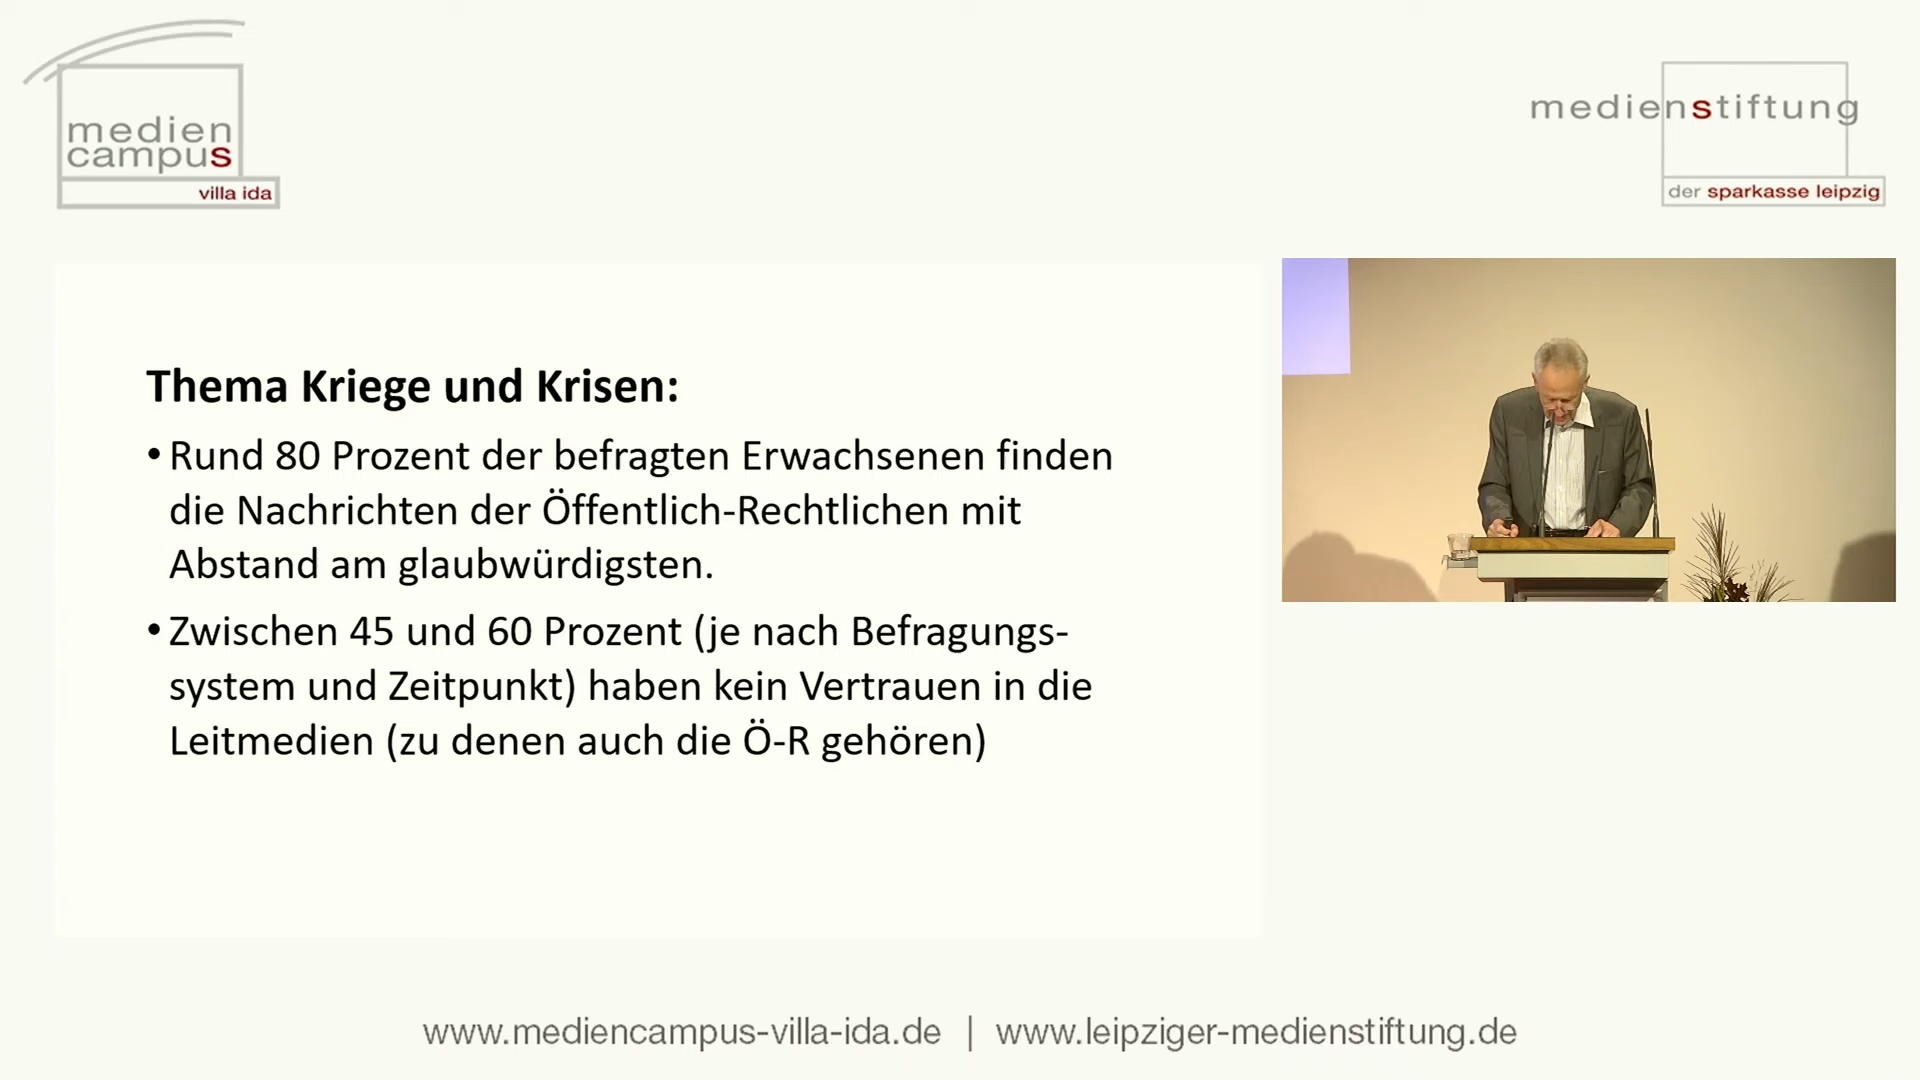 medien
campus
villa ida
medienstiftung
der sparkasse leipzig
Thema Kriege und Krisen:
• Rund 80 Prozent der befragten Erwachsenen finden
die Nachrichten der Öffentlich-Rechtlichen mit
Abstand am glaubwürdigsten.
• Zwischen 45 und 60 Prozent (je nach Befragungs-
system und Zeitpunkt) haben kein Vertrauen in die
Leitmedien (zu denen auch die Ö-R gehören)
www.mediencampus-villa-ida.de | www.leipziger-medienstiftung.de